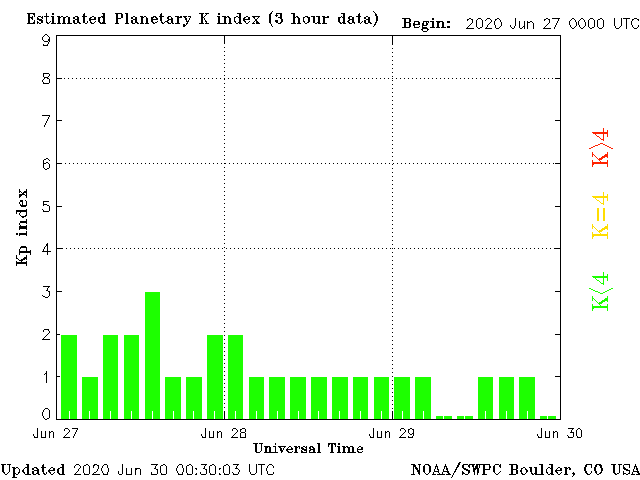 Estimated Planetary K index (3 hour data)
Begin: 2020 Jun 27 0000 UTC
9
8
7
6
5
4
3
2
1
0
Kp index
K>4
K=4
K<4
Jun 27
Jun 28
Jun 29
Jun 30
Universal Time
Updated 2020 Jun 30 00:30:03 UTC
NOAA/SWPC Boulder, CO USA